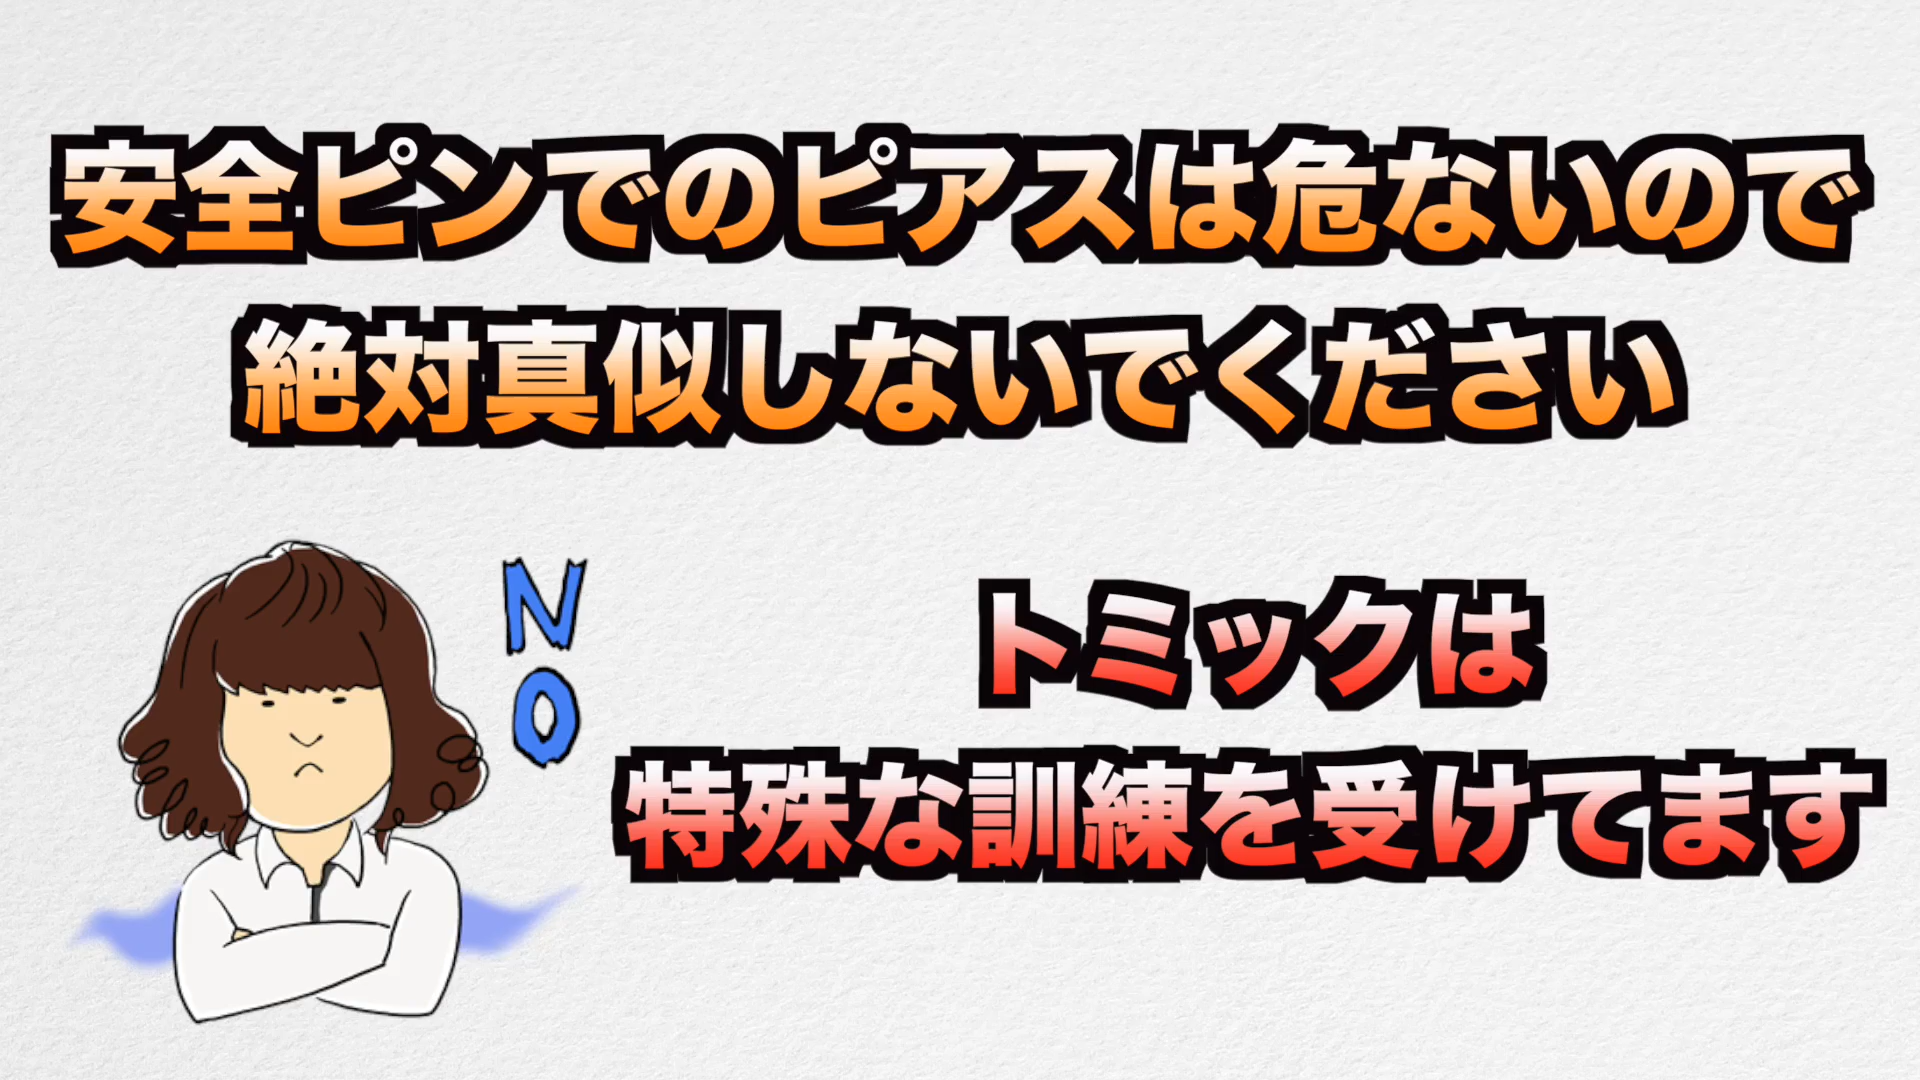 安全ピンでのピアスは危ないので
絶対真似しないでください
NO
トミックは
特殊な訓練を受けてます